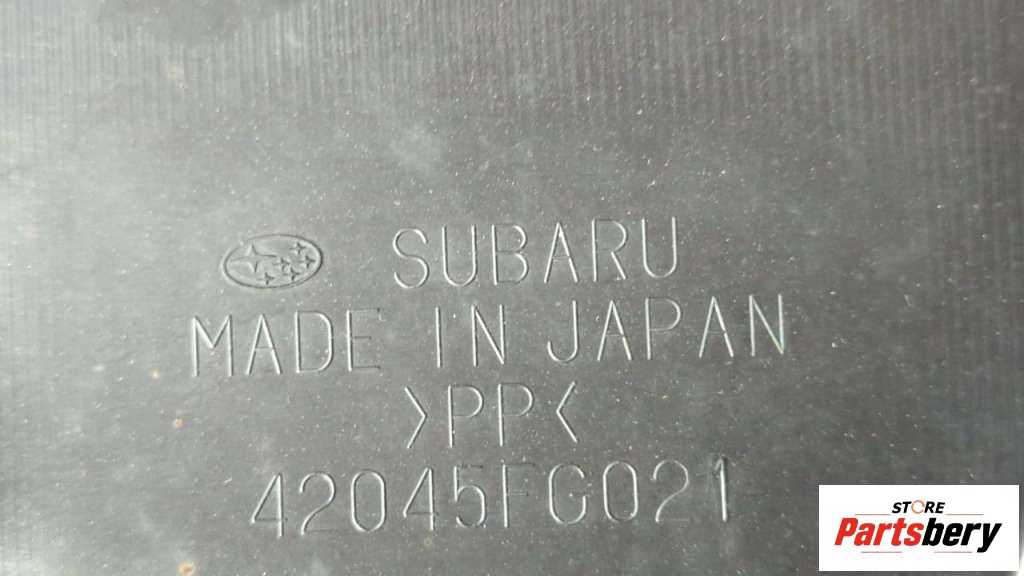 SUBARU
MADE IN JAPAN
>PP<
42045FG021
STORE
Partsbery